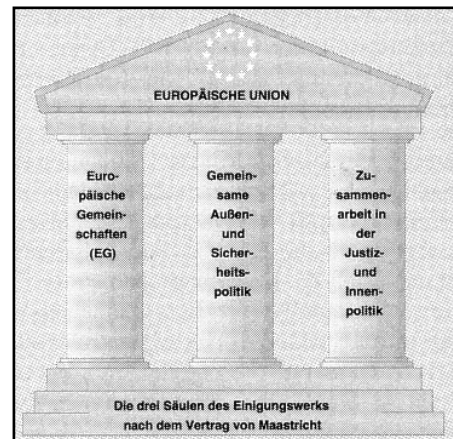 EUROPÄISCHE UNION
Euro-
päische
Gemein-
schaften
(EG)
Gemein-
same
Außen-
und
Sicher-
heits-
politik
Zu-
sammen-
arbeit in
der
Justiz-
und
Innen-
politik
Die drei Säulen des Einigungswerks
nach dem Vertrag von Maastricht